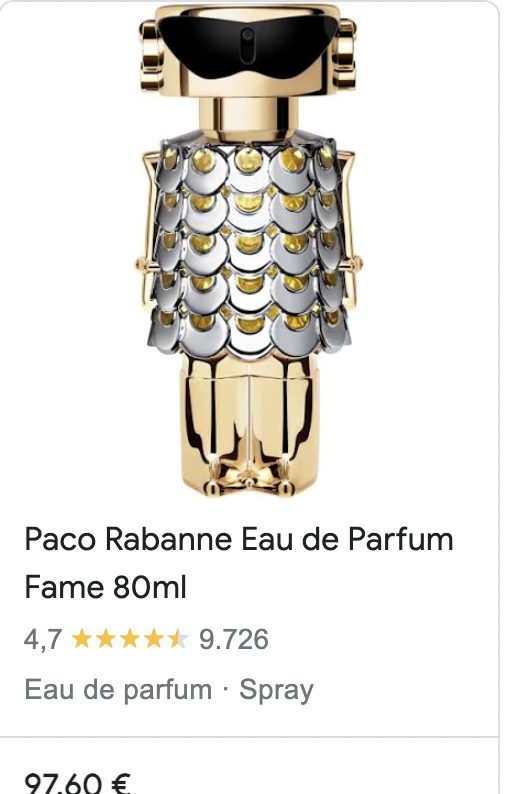 Paco Rabanne Eau de Parfum
Fame 80ml
4,7 ★★★★⯨ 9.726
Eau de parfum · Spray
97,60 €